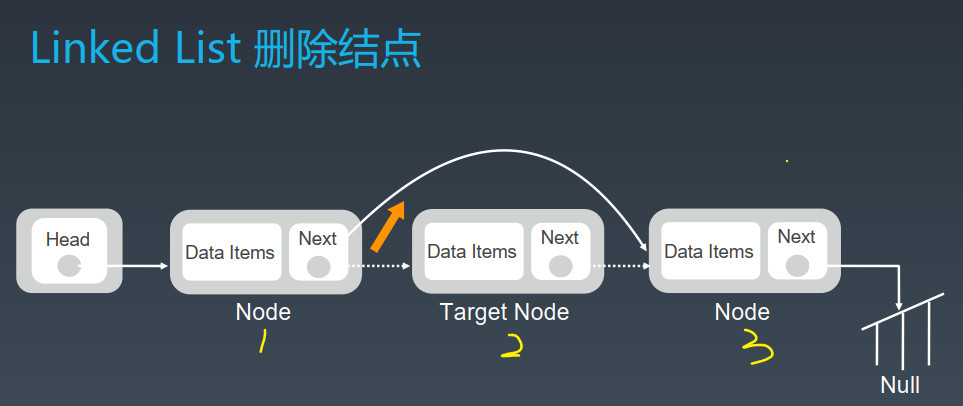 Linked List 删除结点
Head
Data Items
Next
Data Items
Next
Data Items
Next
Node
Target Node
Node
1
2
3
Null